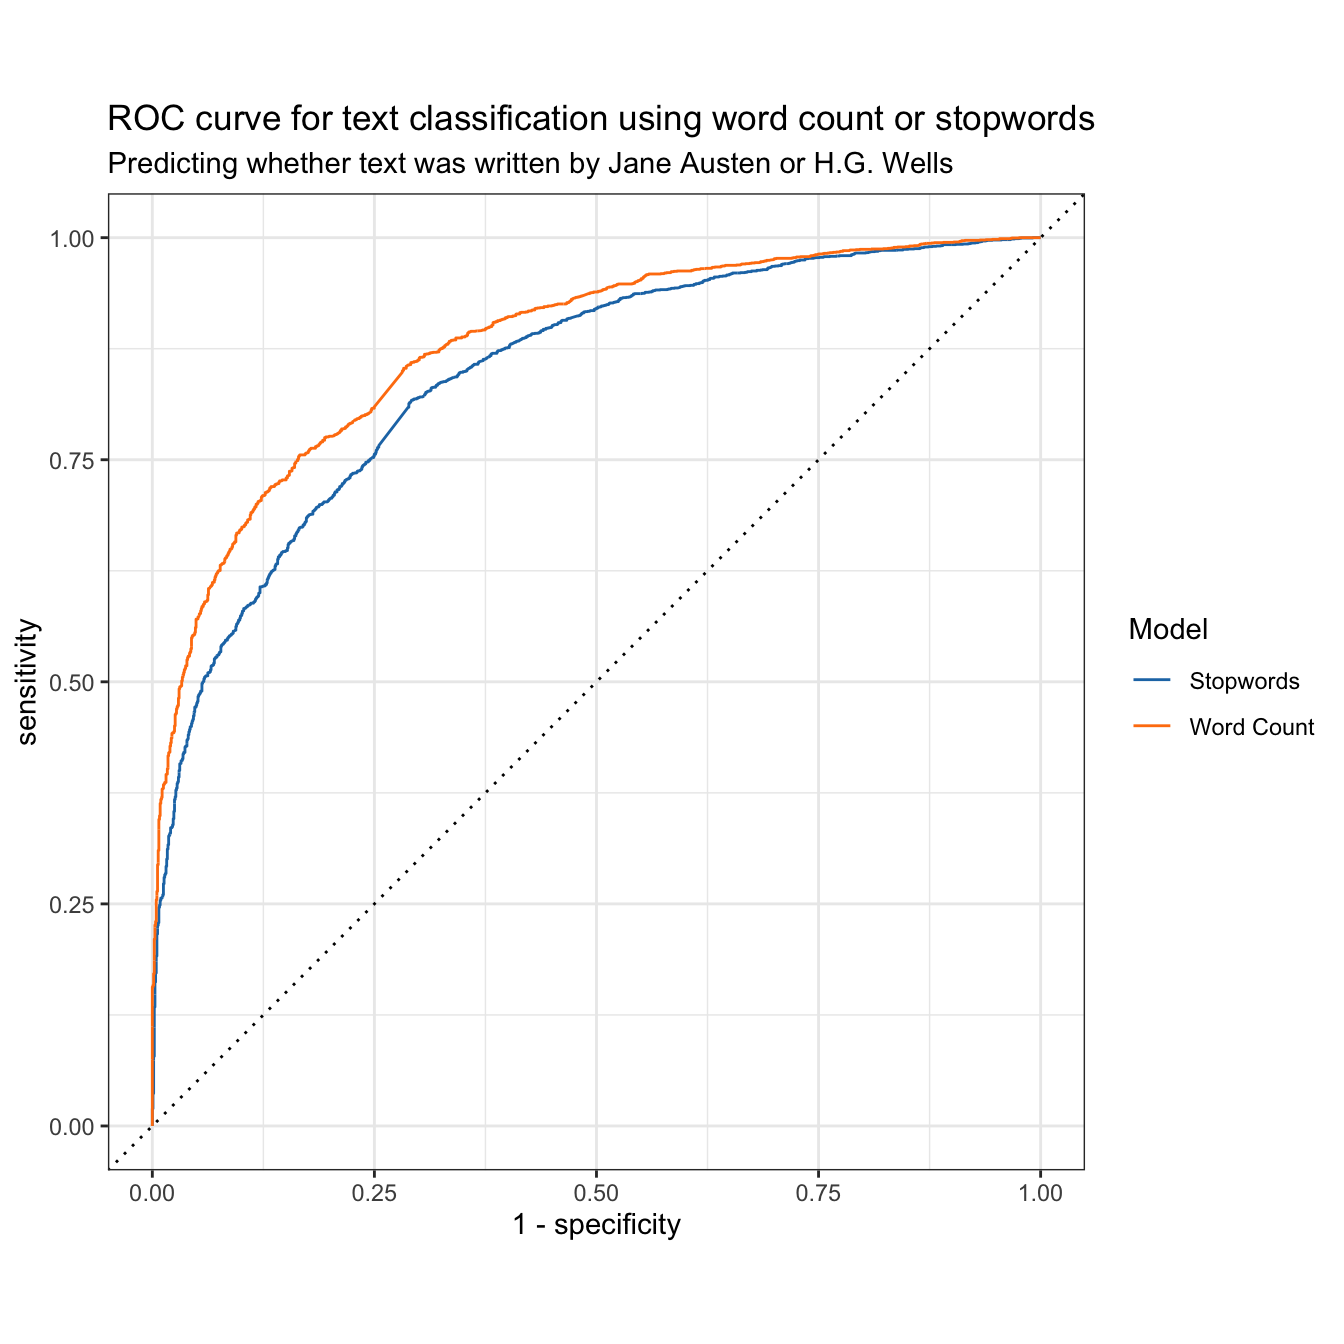 ROC curve for text classification using word count or stopwords
Predicting whether text was written by Jane Austen or H.G. Wells
1.00
0.75
0.50
0.25
0.00
sensitivity
0.00 0.25 0.50 0.75 1.00
1 - specificity
Model
Stopwords
Word Count